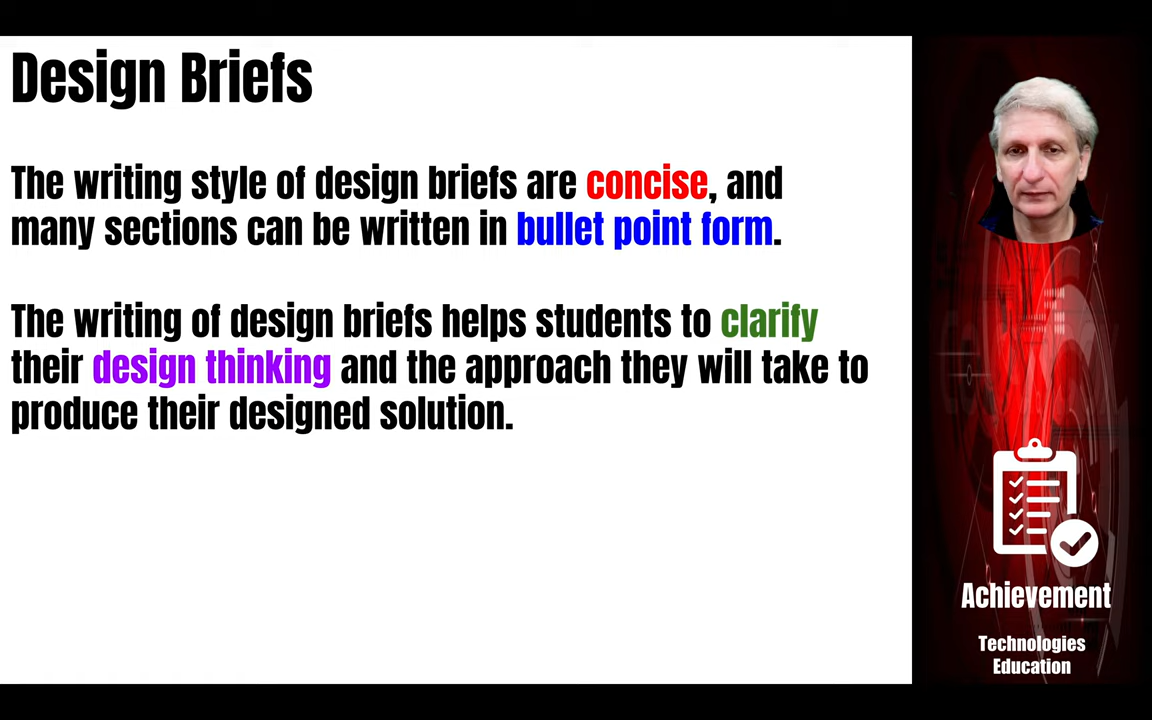 Design Briefs
The writing style of design briefs are concise, and
many sections can be written in bullet point form.
The writing of design briefs helps students to clarify
their design thinking and the approach they will take to
produce their designed solution.
Achievement
Technologies
Education